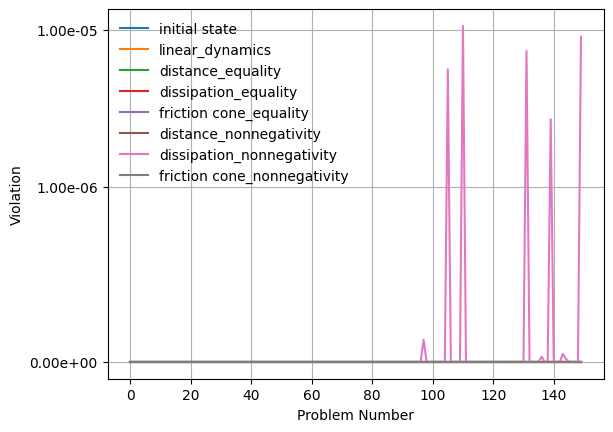 1.00e-05
1.00e-06
0.00e+00
Violation
initial state
linear_dynamics
distance_equality
dissipation_equality
friction cone_equality
distance_nonnegativity
dissipation_nonnegativity
friction cone_nonnegativity
0 20 40 60 80 100 120 140
Problem Number